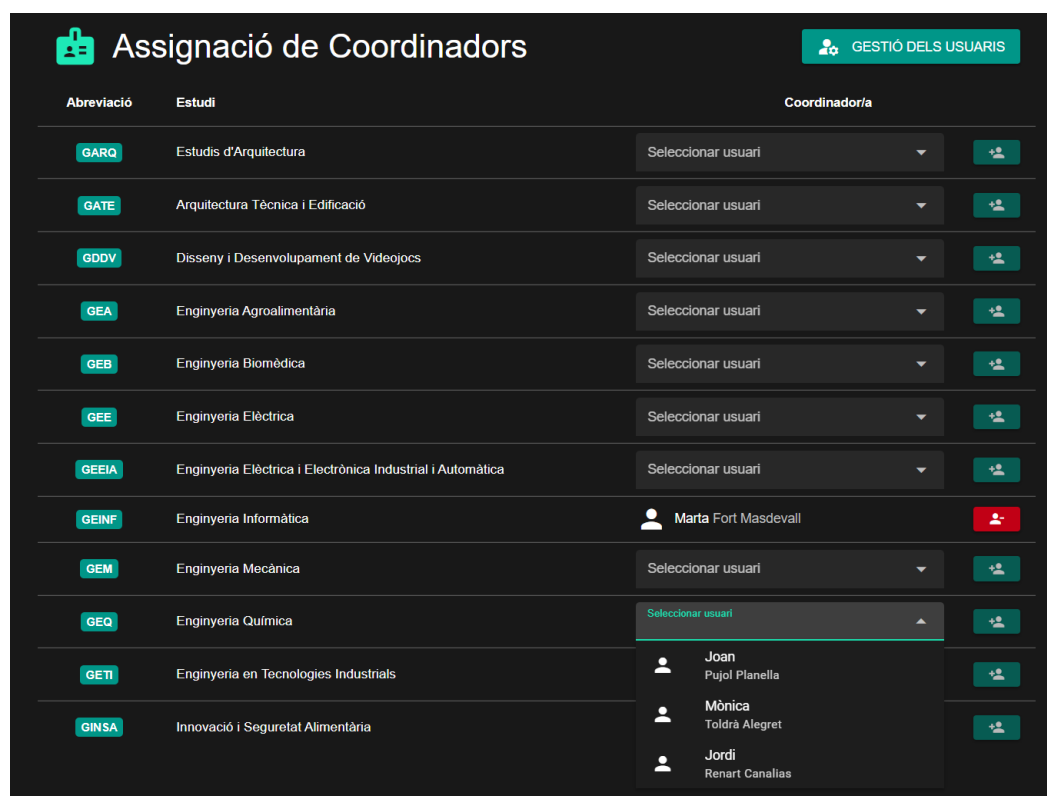 Assignació de Coordinadors
GESTIÓ DELS USUARIS
Abreviació Estudi Coordinador/a
GARQ Estudis d'Arquitectura Seleccionar usuari
GATE Arquitectura Tècnica i Edificació Seleccionar usuari
GDDV Disseny i Desenvolupament de Videojocs Seleccionar usuari
GEA Enginyeria Agroalimentària Seleccionar usuari
GEB Enginyeria Biomèdica Seleccionar usuari
GEE Enginyeria Elèctrica Seleccionar usuari
GEEIA Enginyeria Elèctrica i Electrònica Industrial i Automàtica Seleccionar usuari
GEINF Enginyeria Informàtica Marta Fort Masdevall
GEM Enginyeria Mecànica Seleccionar usuari
GEQ Enginyeria Química Seleccionar usuari
GETI Enginyeria en Tecnologies Industrials
Joan
Pujol Planella
Mònica
Toldrà Alegret
GINSA Innovació i Seguretat Alimentària
Jordi
Renart Canalias